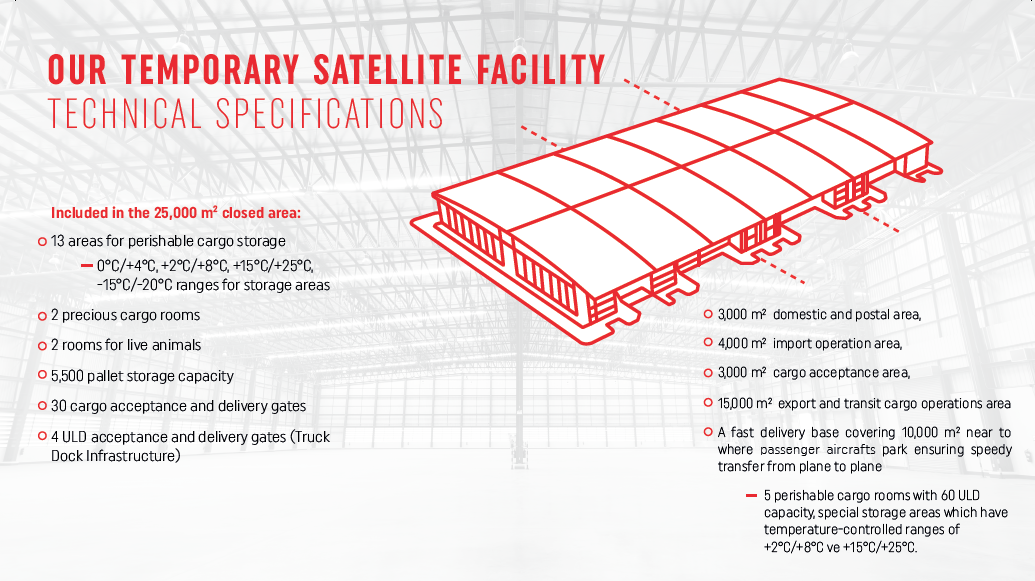 OUR TEMPORARY SATELLITE FACILITY
TECHNICAL SPECIFICATIONS
Included in the 25,000 m² closed area:
13 areas for perishable cargo storage
0°C/+4°C, +2°C/+8°C, +15°C/+25°C,
-15°C/-20°C ranges for storage areas
2 precious cargo rooms
2 rooms for live animals
5,500 pallet storage capacity
30 cargo acceptance and delivery gates
4 ULD acceptance and delivery gates (Truck
Dock Infrastructure)
3,000 m² domestic and postal area,
4,000 m² import operation area,
3,000 m² cargo acceptance area,
15,000 m² export and transit cargo operations area
A fast delivery base covering 10,000 m² near to
where passenger aircrafts park ensuring speedy
transfer from plane to plane
5 perishable cargo rooms with 60 ULD
capacity, special storage areas which have
temperature-controlled ranges of
+2°C/+8°C ve +15°C/+25°C.